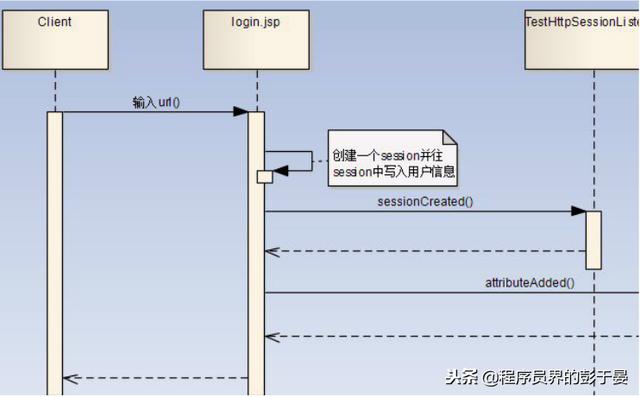 Client
login.jsp
TestHttpSessionListe
输入url()
创建一个session并往
session中写入用户信息
sessionCreated()
attributeAdded()
头条 @程序员界的彭于晏